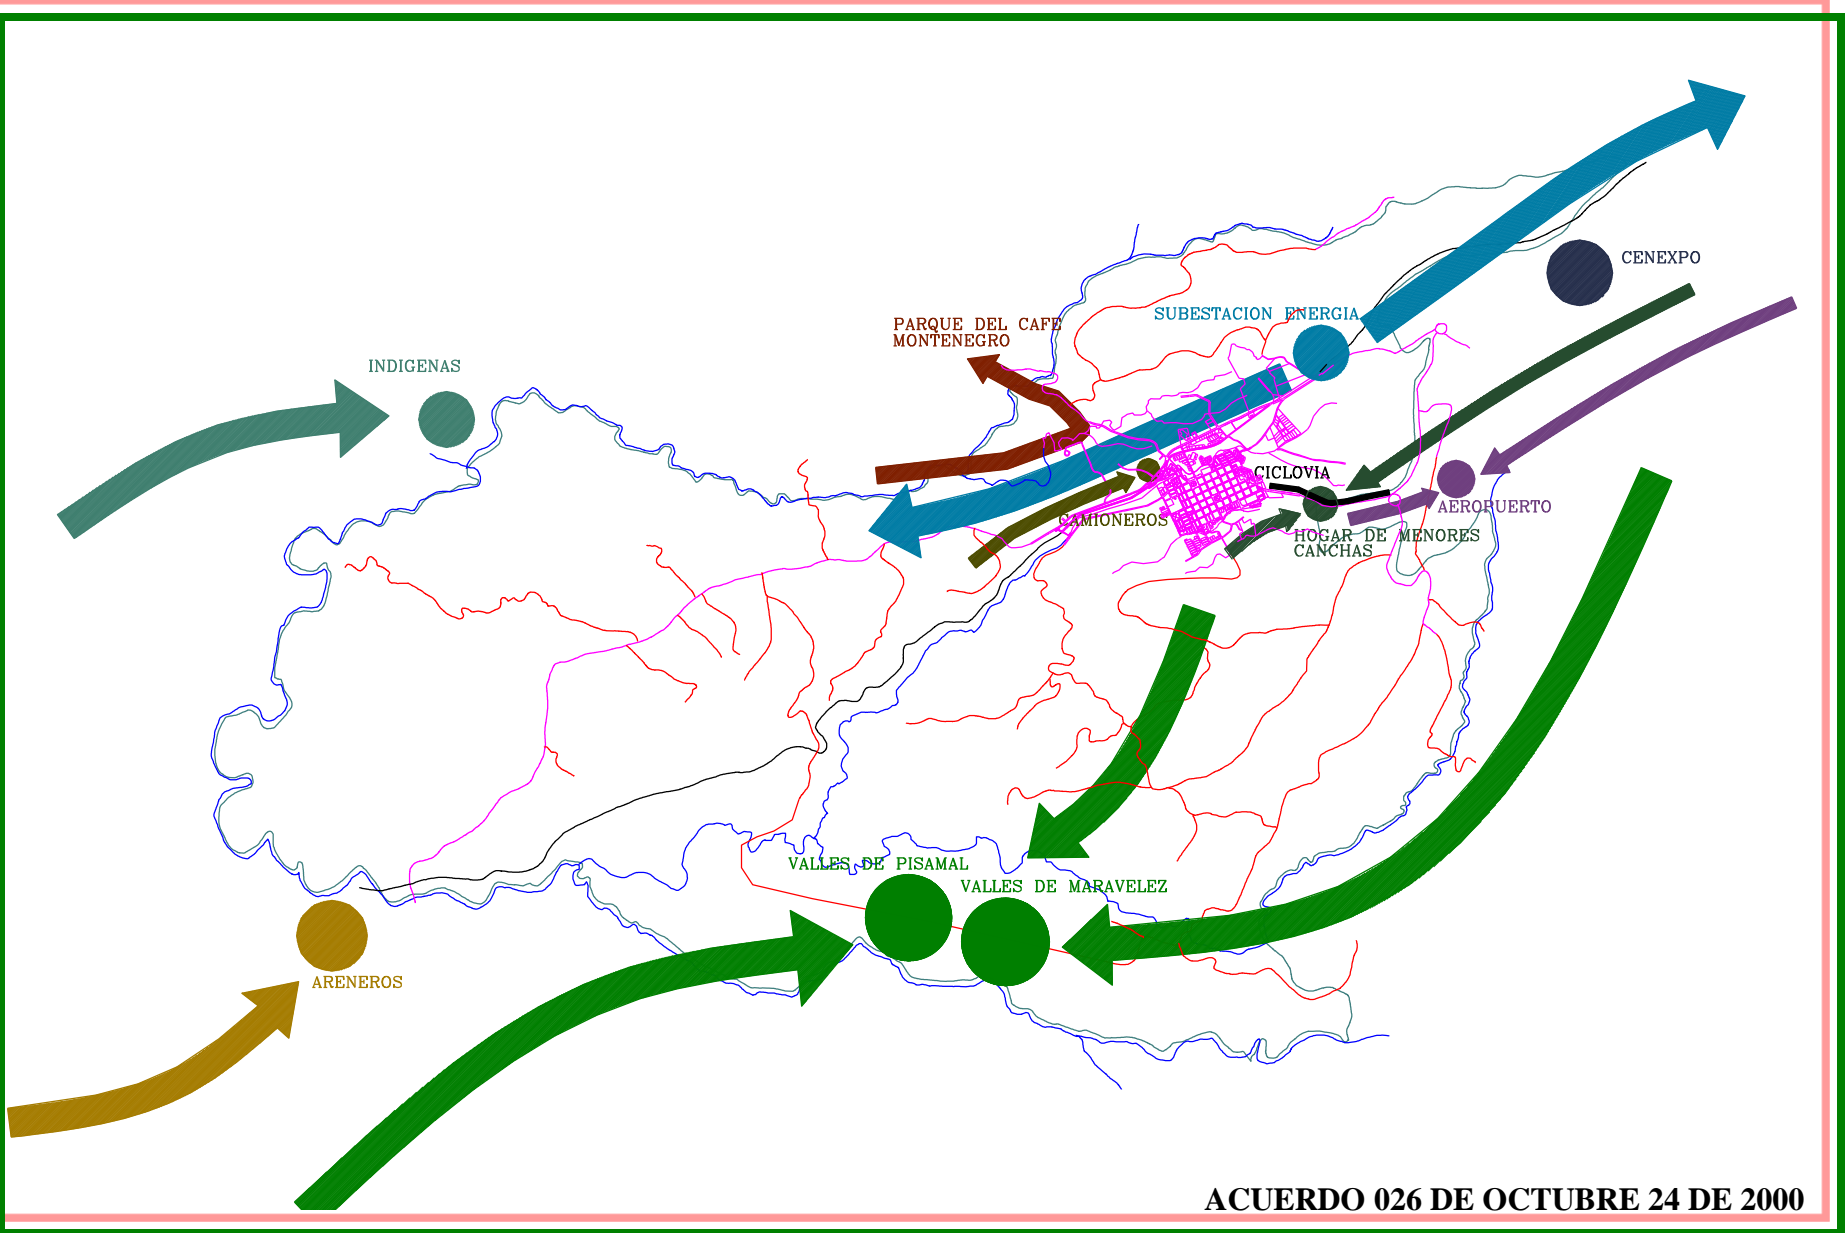 CENEXPO
SUBESTACION ENERGIA
PARQUE DEL CAFE
MONTENEGRO
INDIGENAS
CICLOVIA
AEROPUERTO
CAMIONEROS
HOGAR DE MENORES
CANCHAS
VALLES DE PISAMAL
VALLES DE MARAVELEZ
ARENEROS
ACUERDO 026 DE OCTUBRE 24 DE 2000